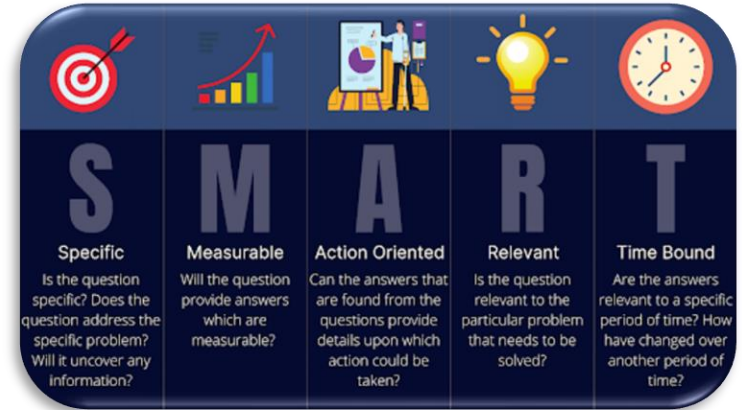 S
Specific
Is the question
specific? Does the
question address the
specific problem?
Will it uncover any
information?
M
Measurable
Will the question
provide answers
which are
measurable?
A
Action Oriented
Can the answers that
are found from the
questions provide
details upon which
action could be
taken?
R
Relevant
Is the question
relevant to the
particular problem
that needs to be
solved?
T
Time Bound
Are the answers
relevant to a specific
period of time? How
have changed over
another period of
time?